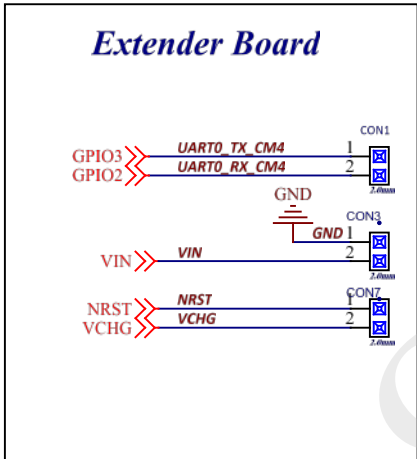 Extender Board
CON1
GPIO3 UART0_TX_CM4 1
GPIO2 UART0_RX_CM4 2
2.0mm
GND
CON3
GND 1
VIN VIN 2
2.0mm
CON7
NRST NRST 1
VCHG VCHG 2
2.0mm